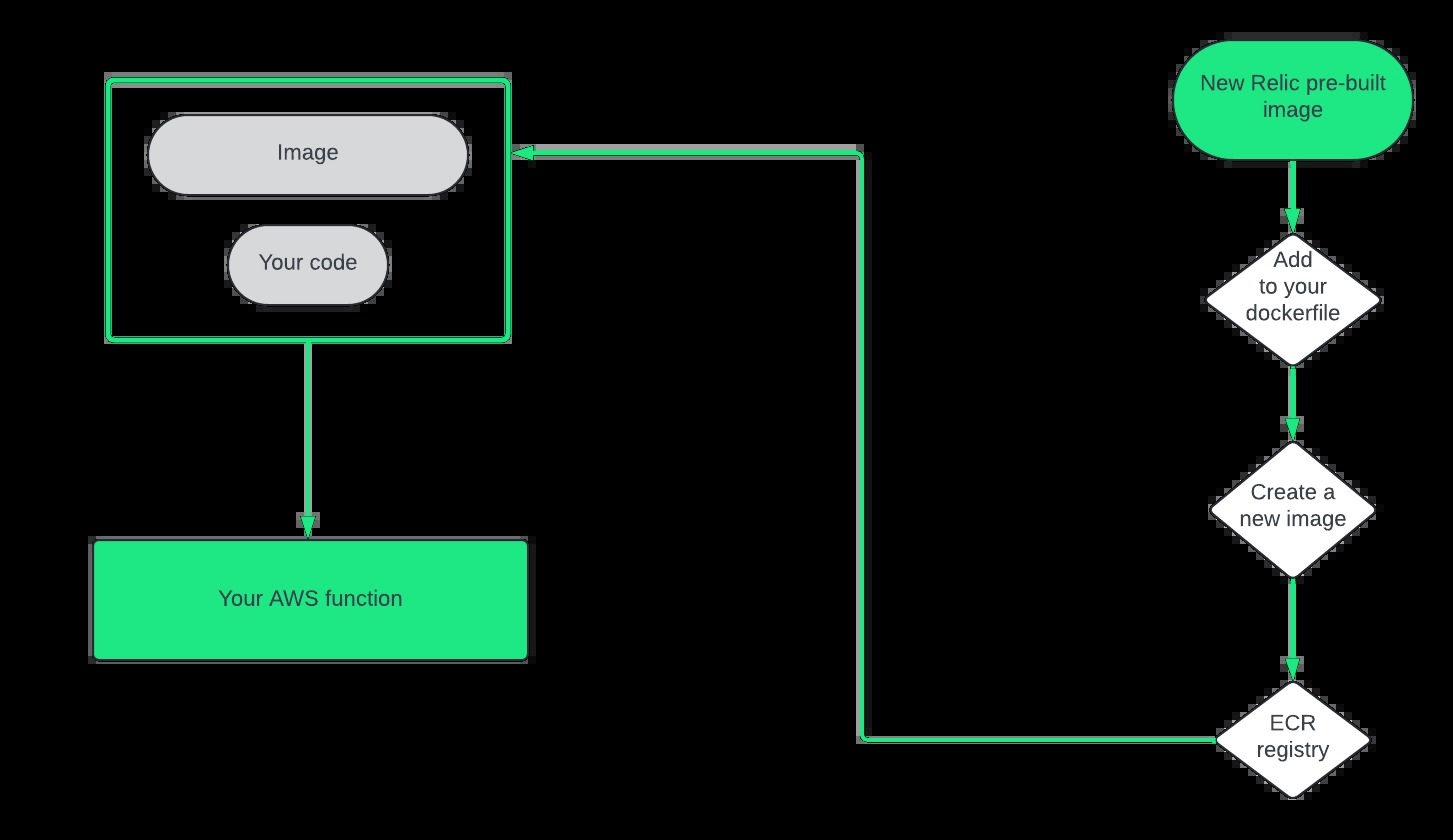 Image
Your code
Your AWS function
New Relic pre-built
image
Add
to your
dockerfile
Create a
new image
ECR
registry